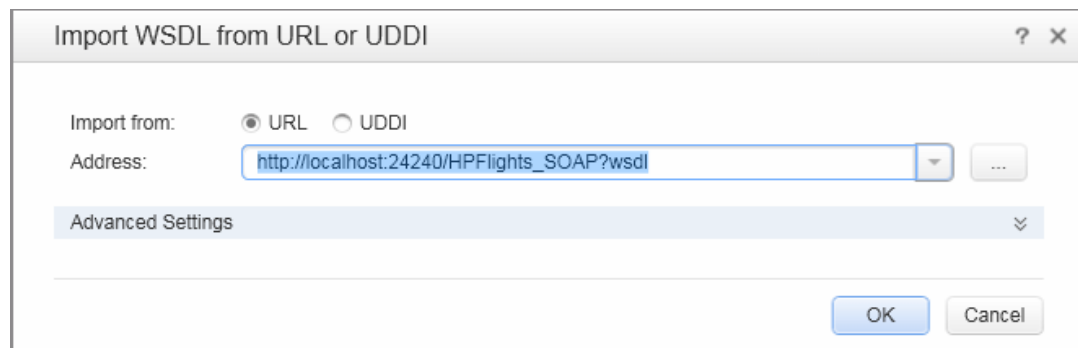 Import WSDL from URL or UDDI ? ×
Import from: URL UDDI
Address: http://localhost:24240/HPFlights_SOAP?wsdl ...
Advanced Settings
OK Cancel